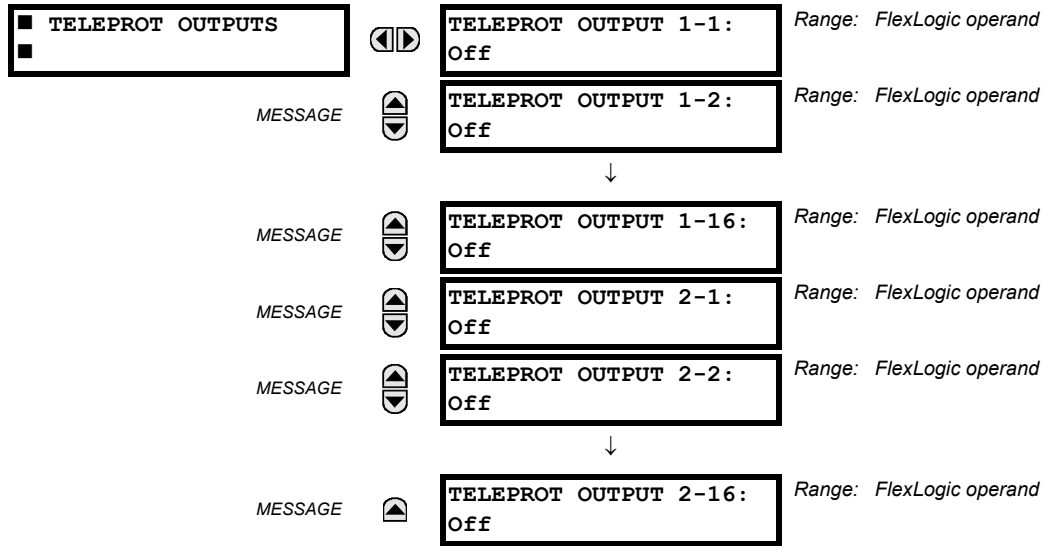 ■ TELEPROT OUTPUTS
■
TELEPROT OUTPUT 1-1:
Off
Range: FlexLogic operand
MESSAGE
TELEPROT OUTPUT 1-2:
Off
Range: FlexLogic operand
↓
MESSAGE
TELEPROT OUTPUT 1-16:
Off
Range: FlexLogic operand
MESSAGE
TELEPROT OUTPUT 2-1:
Off
Range: FlexLogic operand
MESSAGE
TELEPROT OUTPUT 2-2:
Off
Range: FlexLogic operand
↓
MESSAGE
TELEPROT OUTPUT 2-16:
Off
Range: FlexLogic operand